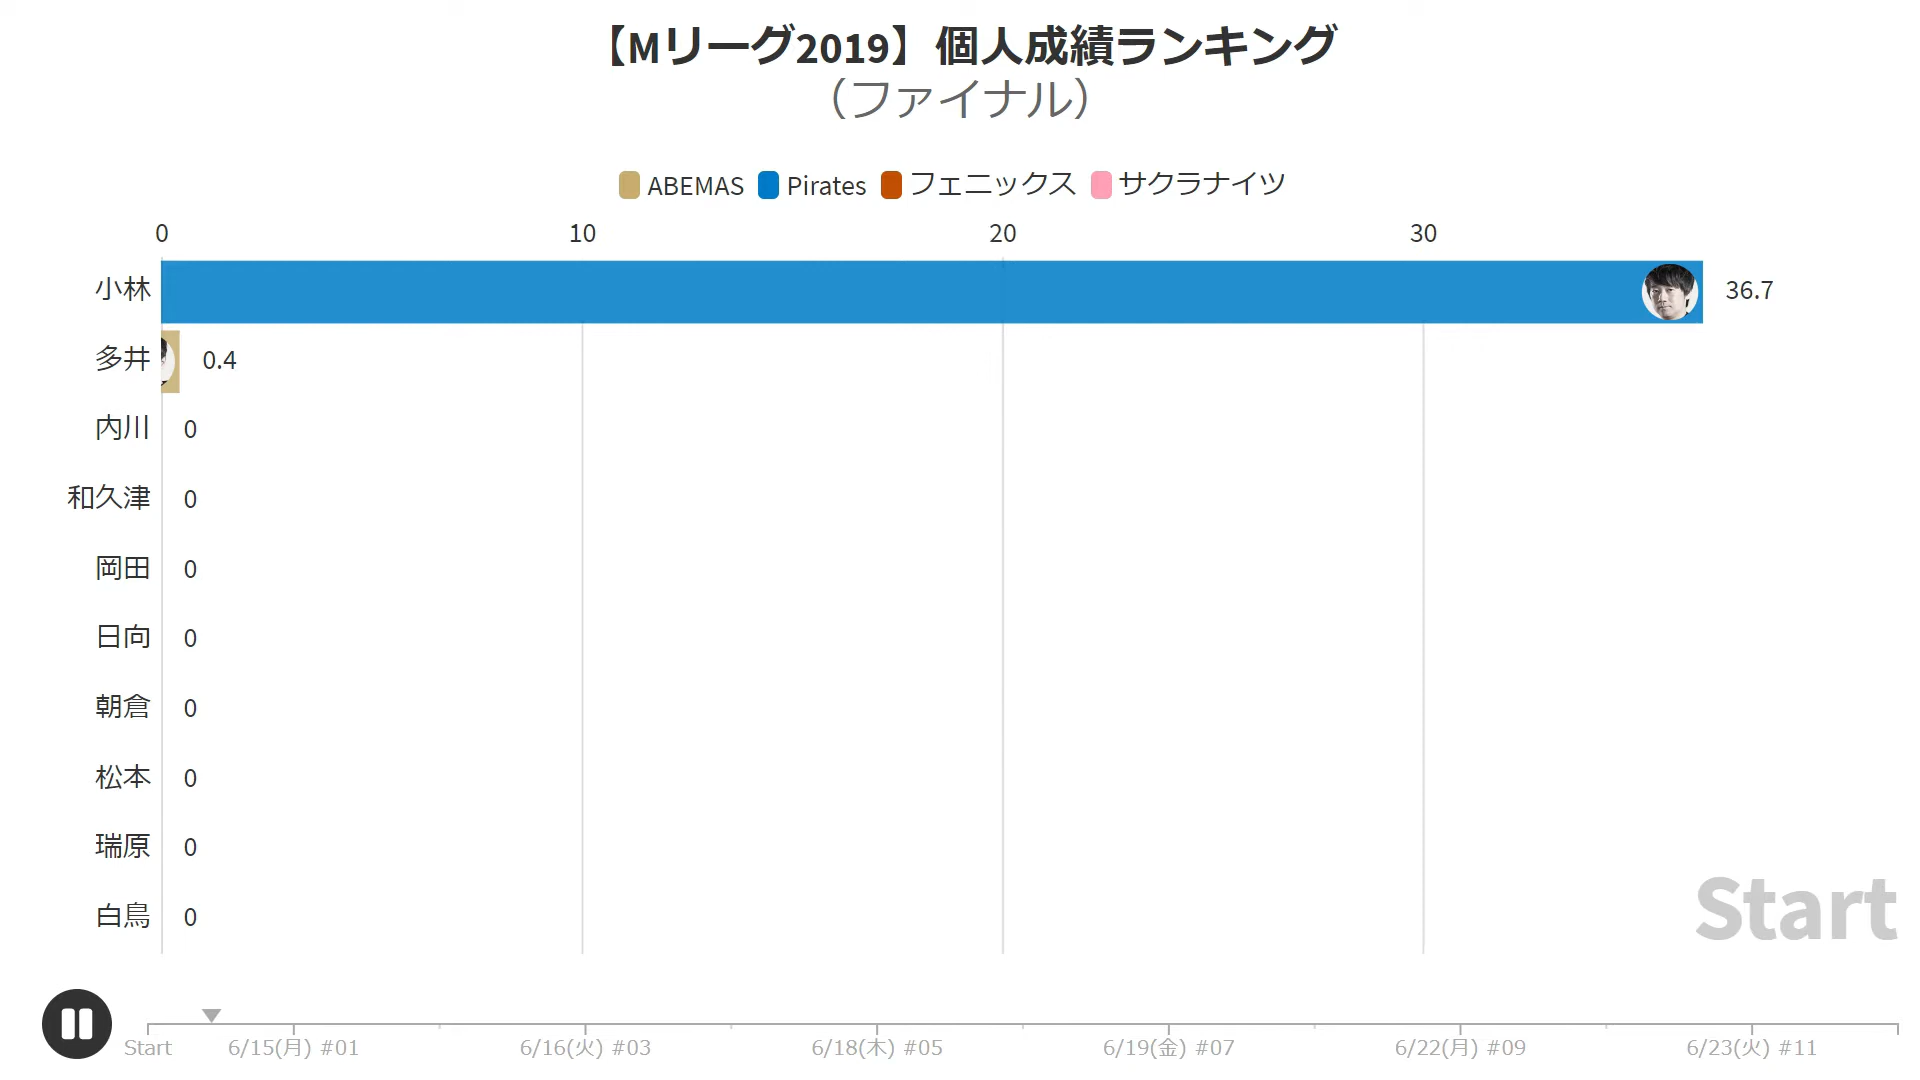 【Mリーグ2019】個人成績ランキング
（ファイナル）
ABEMAS Pirates フェニックス サクラナイツ
0 10 20 30
小林 36.7
多井 0.4
内川 0
和久津 0
岡田 0
日向 0
朝倉 0
松本 0
瑞原 0
白鳥 0
Start
Start 6/15(月) #01 6/16(火) #03 6/18(木) #05 6/19(金) #07 6/22(月) #09 6/23(火) #11